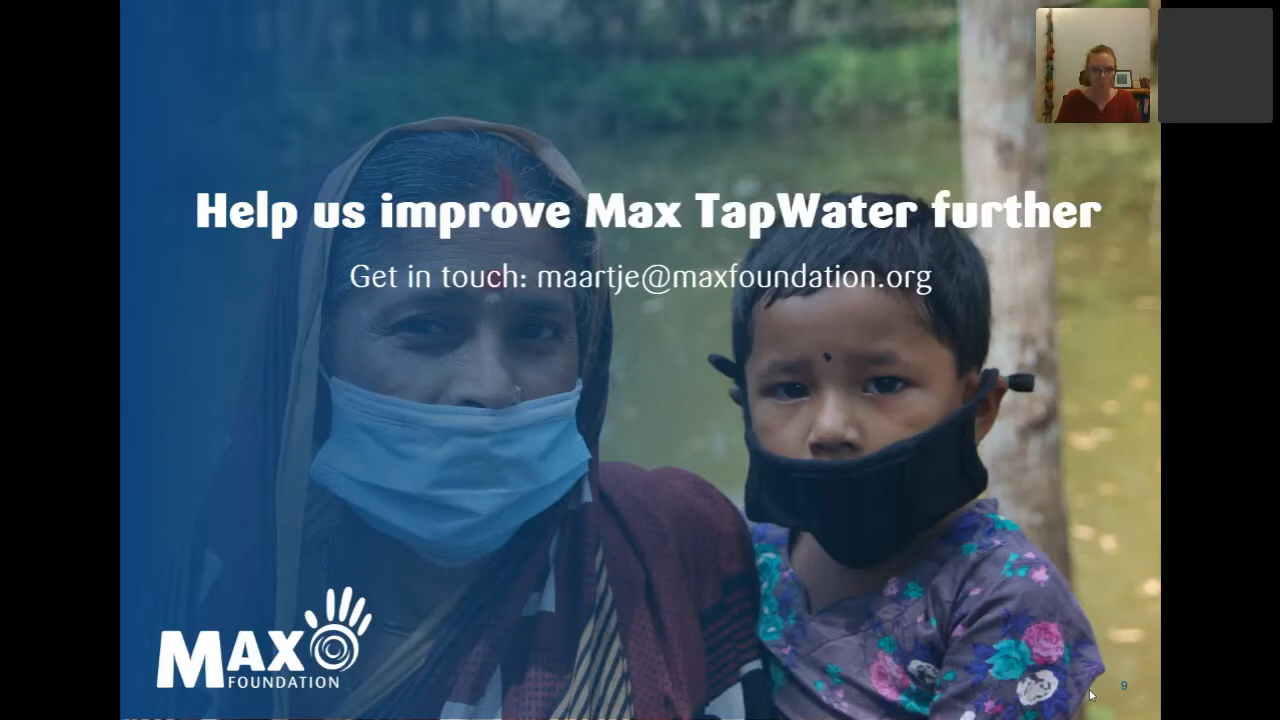 Help us improve Max TapWater further
Get in touch: maartje@maxfoundation.org
MAX
FOUNDATION
9